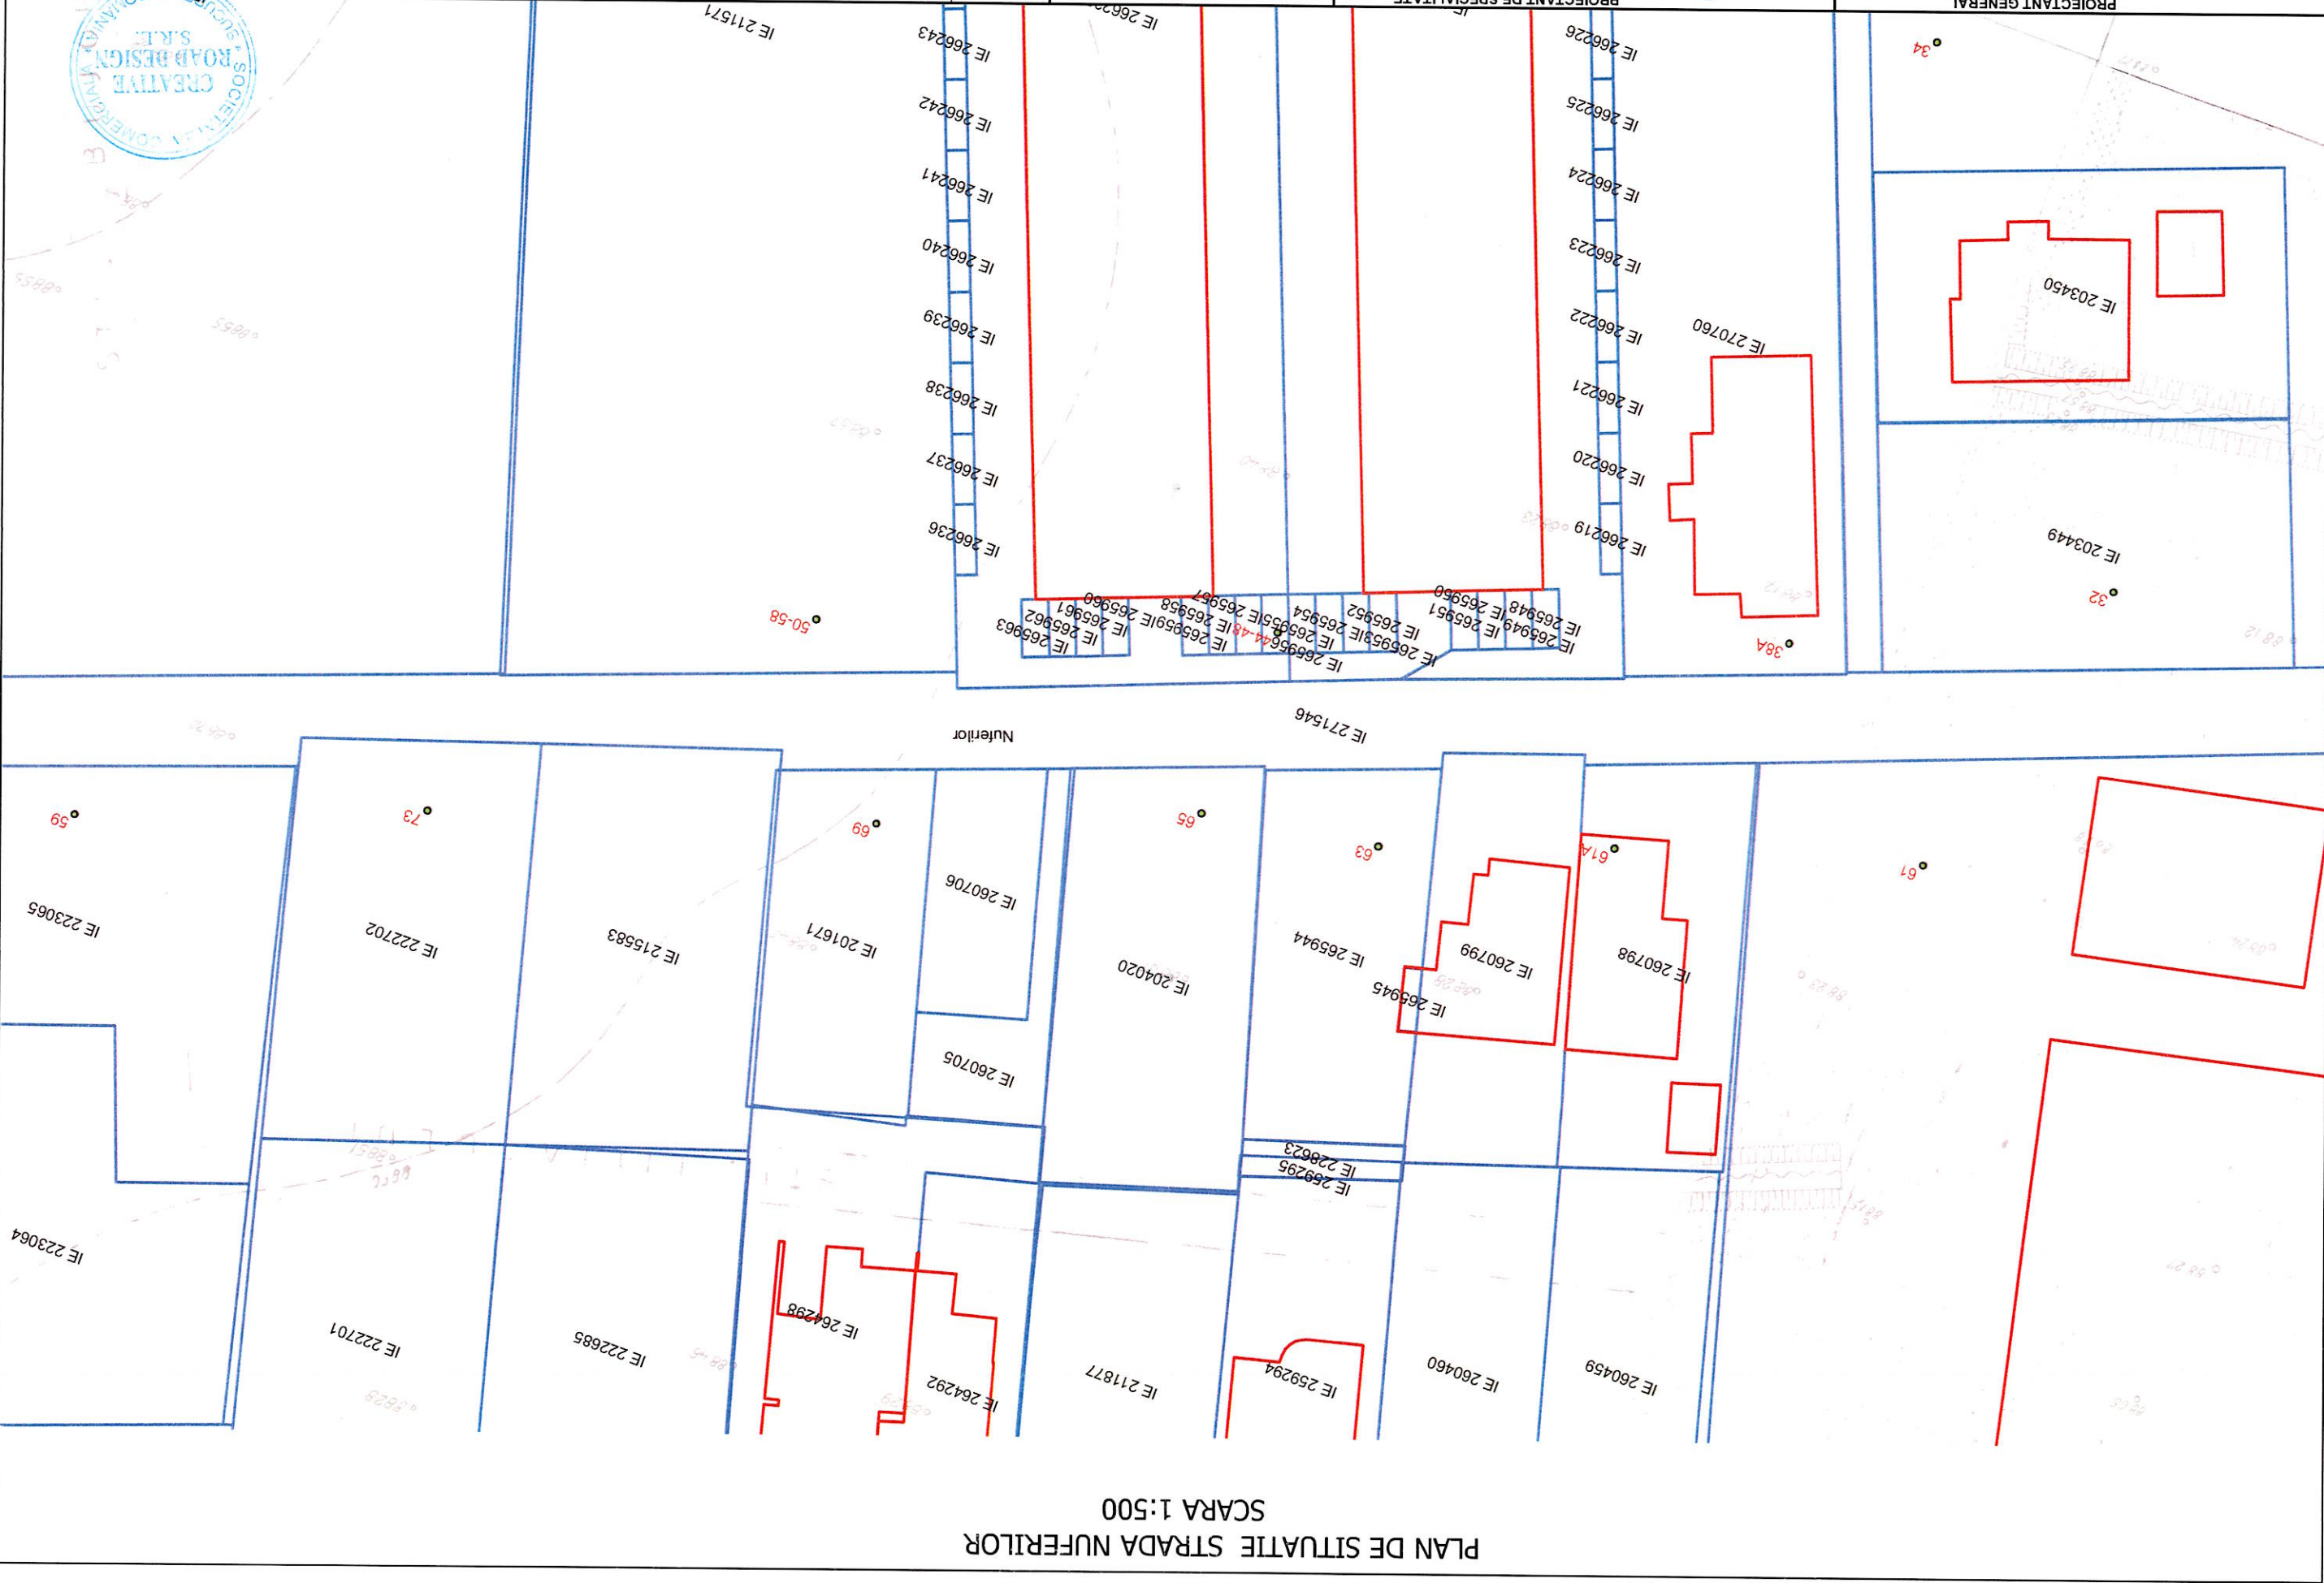 PLAN DE SITUATIE STRADA NUFERILOR
SCARA 1:500
IE 260459
IE 260460
IE 259294
IE 211877
IE 264292
IE 264298
IE 222685
IE 222701
IE 223064
IE 259295
IE 228623
IE 260705
IE 260798
IE 260799
IE 265945
IE 265944
IE 204020
IE 260706
IE 201671
IE 215583
IE 222702
IE 223065
61
61A
63
65
69
73
59
IE 271546
Nuferilor
32
38A
44-48
50-58
IE 265948
IE 265949
IE 265950
IE 265951
IE 265952
IE 265953
IE 265954
IE 265955
IE 265956
IE 265957
IE 265958
IE 265959
IE 265960
IE 265961
IE 265962
IE 265963
IE 203449
IE 203450
IE 270760
IE 266219
IE 266220
IE 266221
IE 266222
IE 266223
IE 266224
IE 266225
IE 266226
IE 266236
IE 266237
IE 266238
IE 266239
IE 266240
IE 266241
IE 266242
IE 266243
IE 211571
34
SOCIETATEA COMERCIALA
CREATIVE
ROAD DESIGN
S.R.L.
PROIECTANT GENERAL
PROIECTANT DE SPECIALITATE